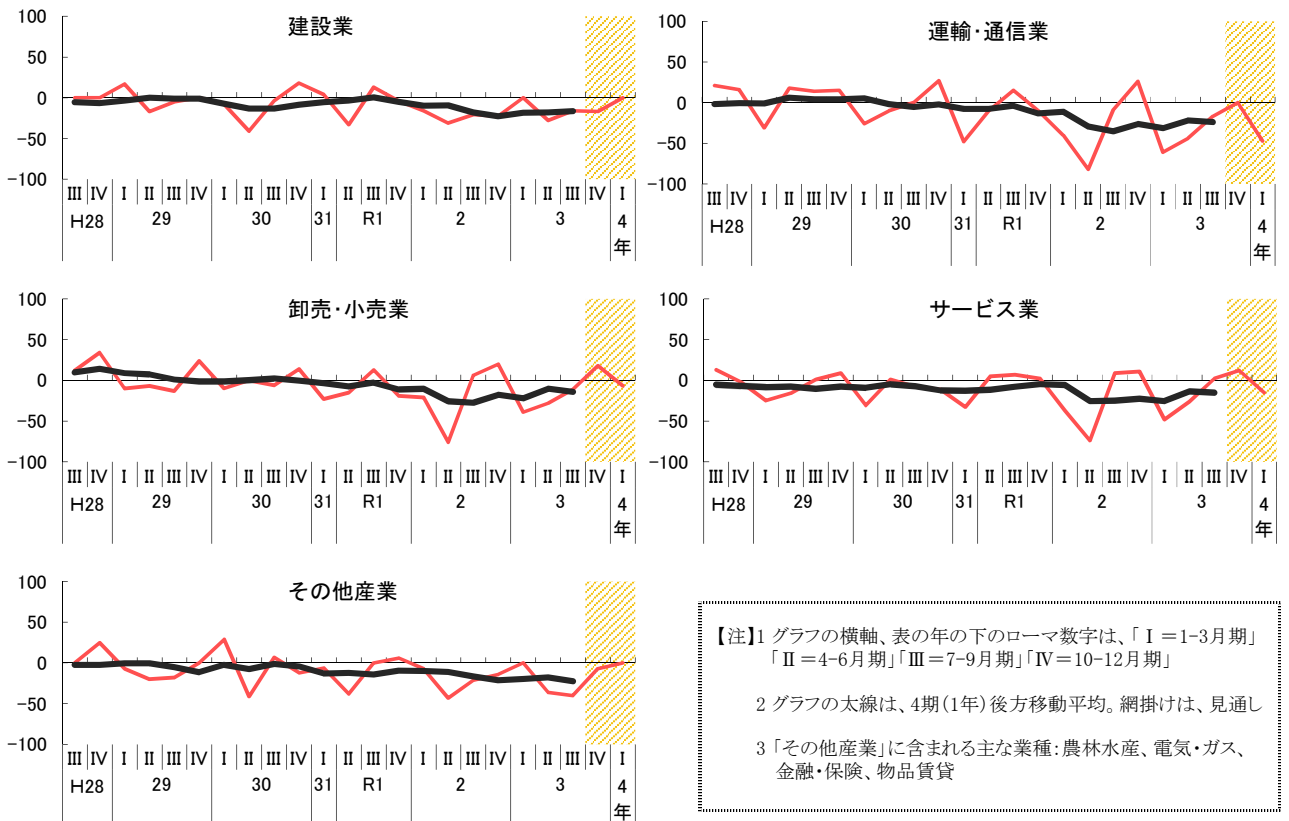 建設業
100
50
0
−50
−100
Ⅲ Ⅳ Ⅰ Ⅱ Ⅲ Ⅳ Ⅰ Ⅱ Ⅲ Ⅳ Ⅰ Ⅱ Ⅲ Ⅳ Ⅰ Ⅱ Ⅲ Ⅳ Ⅰ Ⅱ Ⅲ Ⅳ Ⅰ
H28 29 30 31 R1 2 3 4
年
運輸・通信業
100
50
0
−50
−100
Ⅲ Ⅳ Ⅰ Ⅱ Ⅲ Ⅳ Ⅰ Ⅱ Ⅲ Ⅳ Ⅰ Ⅱ Ⅲ Ⅳ Ⅰ Ⅱ Ⅲ Ⅳ Ⅰ Ⅱ Ⅲ Ⅳ Ⅰ
H28 29 30 31 R1 2 3 4
年
卸売・小売業
100
50
0
−50
−100
Ⅲ Ⅳ Ⅰ Ⅱ Ⅲ Ⅳ Ⅰ Ⅱ Ⅲ Ⅳ Ⅰ Ⅱ Ⅲ Ⅳ Ⅰ Ⅱ Ⅲ Ⅳ Ⅰ Ⅱ Ⅲ Ⅳ Ⅰ
H28 29 30 31 R1 2 3 4
年
サービス業
100
50
0
−50
−100
Ⅲ Ⅳ Ⅰ Ⅱ Ⅲ Ⅳ Ⅰ Ⅱ Ⅲ Ⅳ Ⅰ Ⅱ Ⅲ Ⅳ Ⅰ Ⅱ Ⅲ Ⅳ Ⅰ Ⅱ Ⅲ Ⅳ Ⅰ
H28 29 30 31 R1 2 3 4
年
その他産業
100
50
0
−50
−100
Ⅲ Ⅳ Ⅰ Ⅱ Ⅲ Ⅳ Ⅰ Ⅱ Ⅲ Ⅳ Ⅰ Ⅱ Ⅲ Ⅳ Ⅰ Ⅱ Ⅲ Ⅳ Ⅰ Ⅱ Ⅲ Ⅳ Ⅰ
H28 29 30 31 R1 2 3 4
年
【注】1 グラフの横軸、表の年の下のローマ数字は、「Ⅰ＝1-3月期」
「Ⅱ＝4-6月期」「Ⅲ＝7-9月期」「Ⅳ＝10-12月期」
2 グラフの太線は、4期(1年)後方移動平均。網掛けは、見通し
3 「その他産業」に含まれる主な業種：農林水産、電気・ガス、
金融・保険、物品賃貸